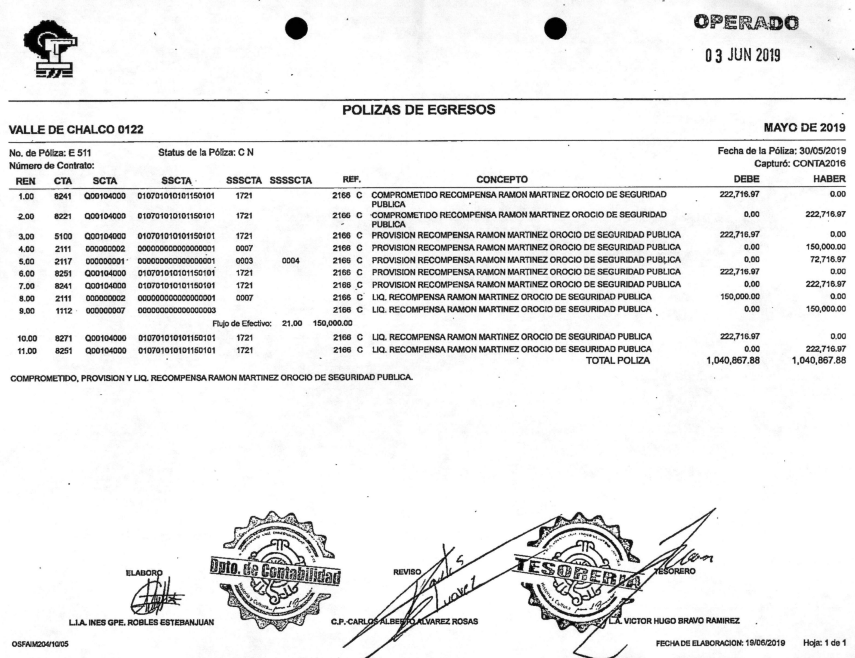 OPERADO
03 JUN 2019
POLIZAS DE EGRESOS
VALLE DE CHALCO 0122 MAYO DE 2019
No. de Póliza: E 511 Status de la Póliza: C N Fecha de la Póliza: 30/05/2019
Número de Contrato: Capturó: CONTA2016
REN CTA SCTA SSCTA SSSCTA SSSSCTA REF. CONCEPTO DEBE HABER
1.00 8241 Q00104000 010701010101150101 1721 2166 C COMPROMETIDO RECOMPENSA RAMON MARTINEZ OROCIO DE SEGURIDAD PUBLICA 222,716.97 0.00
2.00 8221 Q00104000 010701010101150101 1721 2166 C COMPROMETIDO RECOMPENSA RAMON MARTINEZ OROCIO DE SEGURIDAD PUBLICA 0.00 222,716.97
3.00 5100 Q00104000 010701010101150101 1721 2166 C PROVISION RECOMPENSA RAMON MARTINEZ OROCIO DE SEGURIDAD PUBLICA 222,716.97 0.00
4.00 2111 000000002 000000000000000001 0007 2166 C PROVISION RECOMPENSA RAMON MARTINEZ OROCIO DE SEGURIDAD PUBLICA 0.00 150,000.00
5.00 2117 000000001 000000000000000001 0003 0004 2166 C PROVISION RECOMPENSA RAMON MARTINEZ OROCIO DE SEGURIDAD PUBLICA 0.00 72,716.97
6.00 8251 Q00104000 010701010101150101 1721 2166 C PROVISION RECOMPENSA RAMON MARTINEZ OROCIO DE SEGURIDAD PUBLICA 222,716.97 0.00
7.00 8241 Q00104000 010701010101150101 1721 2166 C PROVISION RECOMPENSA RAMON MARTINEZ OROCIO DE SEGURIDAD PUBLICA 0.00 222,716.97
8.00 2111 000000002 000000000000000001 0007 2166 C LIQ. RECOMPENSA RAMON MARTINEZ OROCIO DE SEGURIDAD PUBLICA 150,000.00 0.00
9.00 1112 000000007 000000000000000003 2166 C LIQ. RECOMPENSA RAMON MARTINEZ OROCIO DE SEGURIDAD PUBLICA 0.00 150,000.00
Flujo de Efectivo: 21.00 150,000.00
10.00 8271 Q00104000 010701010101150101 1721 2166 C LIQ. RECOMPENSA RAMON MARTINEZ OROCIO DE SEGURIDAD PUBLICA 222,716.97 0.00
11.00 8251 Q00104000 010701010101150101 1721 2166 C LIQ. RECOMPENSA RAMON MARTINEZ OROCIO DE SEGURIDAD PUBLICA 0.00 222,716.97
TOTAL POLIZA 1,040,867.88 1,040,867.88
COMPROMETIDO, PROVISION Y LIQ. RECOMPENSA RAMON MARTINEZ OROCIO DE SEGURIDAD PUBLICA.
Dpto. de Contabilidad
TESORERIA
ELABORO REVISO TESORERO
L.I.A. INES GPE. ROBLES ESTEBANJUAN C.P.-CARLOS ALBERTO ALVAREZ ROSAS L.A. VICTOR HUGO BRAVO RAMIREZ
OSFAIM204/10/05 FECHA DE ELABORACION: 19/06/2019 Hoja: 1 de 1